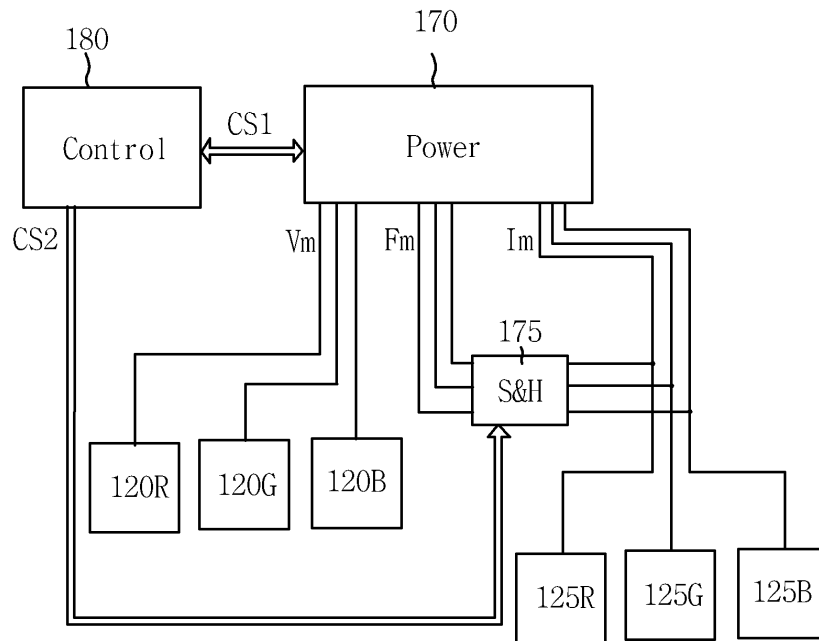 180
170
Control
CS1
Power
CS2
Vm
Fm
Im
175
S&H
120R
120G
120B
125R
125G
125B